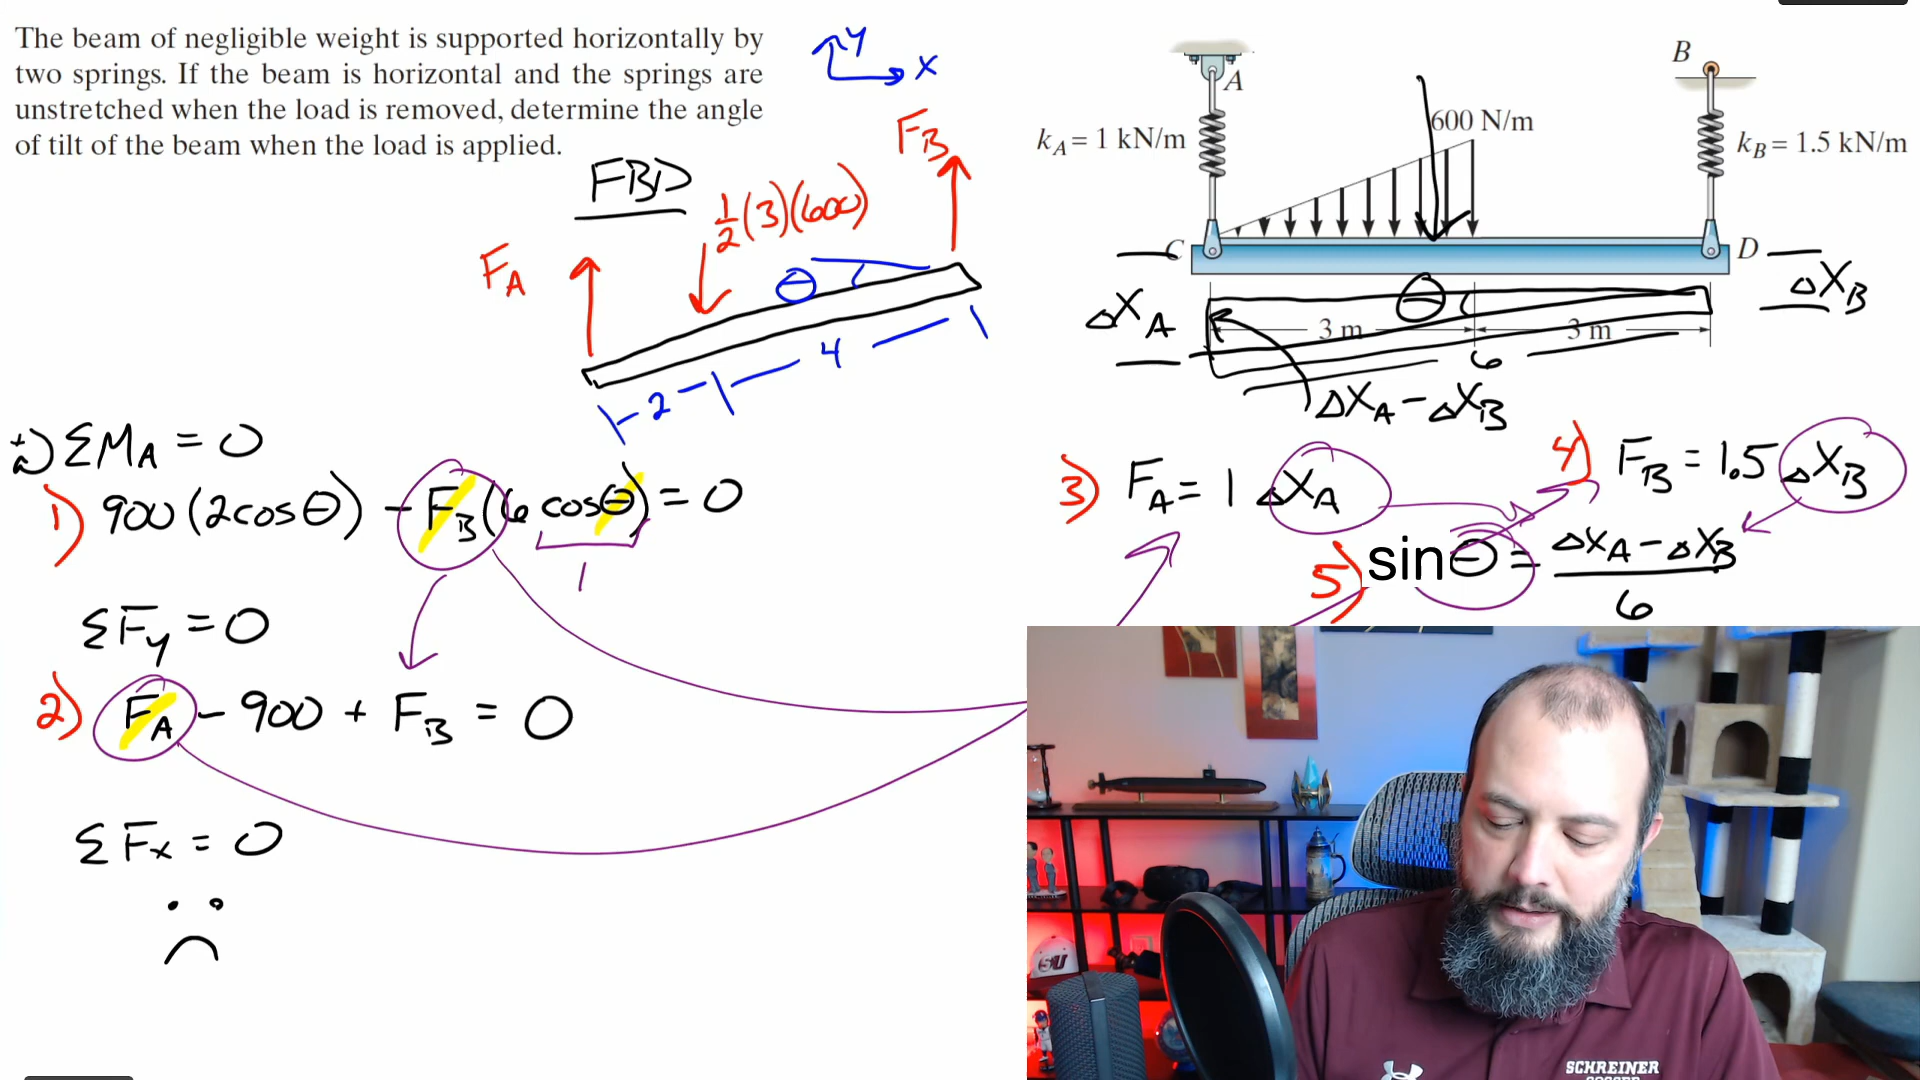 The beam of negligible weight is supported horizontally by
two springs. If the beam is horizontal and the springs are
unstretched when the load is removed, determine the angle
of tilt of the beam when the load is applied.
y
x
FBD
F_A
½(3)(600)
F_B
θ
2
4
+ ΣM_A = 0
1) 900(2cosθ) - F_B(6 cosθ) = 0
1
ΣF_y = 0
2) F_A - 900 + F_B = 0
ΣF_x = 0
A
B
k_A = 1 kN/m
600 N/m
k_B = 1.5 kN/m
C
D
ΔX_A
θ
ΔX_B
3 m
3 m
6
ΔX_A - ΔX_B
3) F_A = 1 ΔX_A
4) F_B = 1.5 ΔX_B
5) sinθ = ΔX_A - ΔX_B
6
SU
SCHREINER
SOCCER